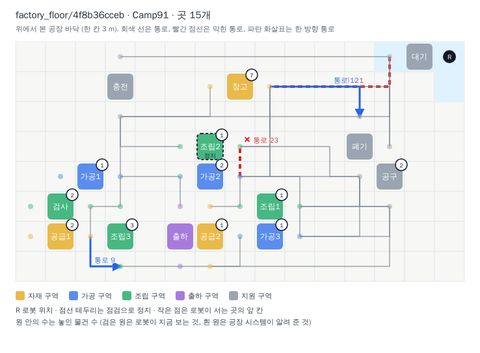 factory_floor/4f8b36cceb · Camp91 · 곳 15개
위에서 본 공장 바닥 (한 칸 3 m). 회색 선은 통로, 빨간 점선은 막힌 통로, 파란 화살표는 한 방향 통로
대기
R
통로 121
충전
창고
7
조립2
1
✕ 통로 23
폐기
가공1
1
가공2
2
공구
2
검사
2
조립1
1
공급1
2
조립3
3
출하
공급2
2
가공3
1
통로 9
자재 구역
가공 구역
조립 구역
출하 구역
지원 구역
R 로봇 위치 · 점선 테두리는 점검으로 정지 · 작은 점은 로봇이 서는 곳의 앞 칸
원 안의 수는 놓인 물건 수 (검은 원은 로봇이 지금 보는 것, 흰 원은 공장 시스템이 알려 준 것)